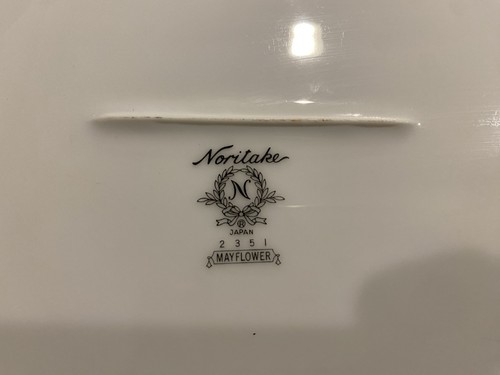 Noritake
N
®
JAPAN
2351
MAYFLOWER